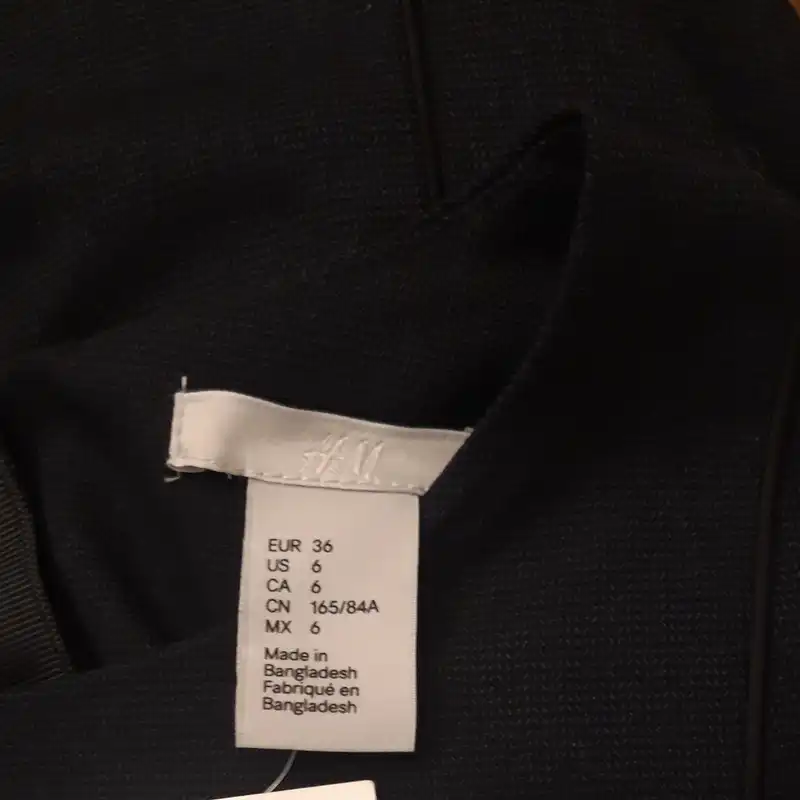 H&M
EUR 36
US 6
CA 6
CN 165/84A
MX 6
Made in
Bangladesh
Fabriqué en
Bangladesh